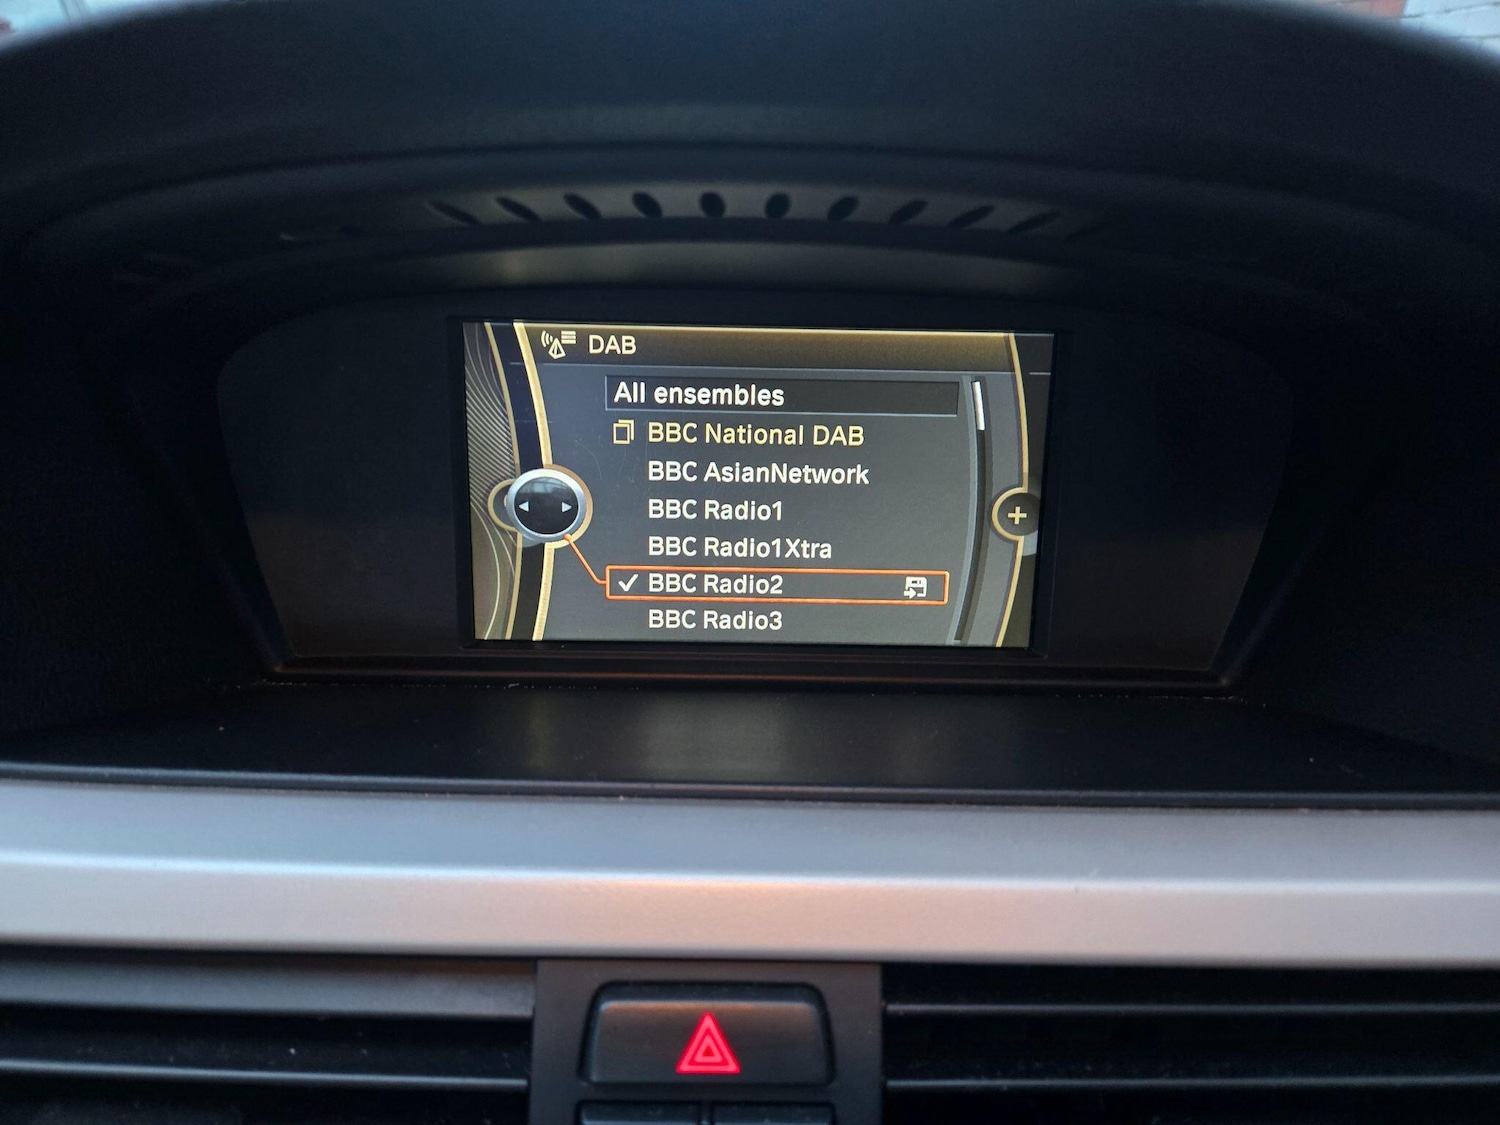 DAB
All ensembles
BBC National DAB
BBC AsianNetwork
BBC Radio1
BBC Radio1Xtra
BBC Radio2
BBC Radio3